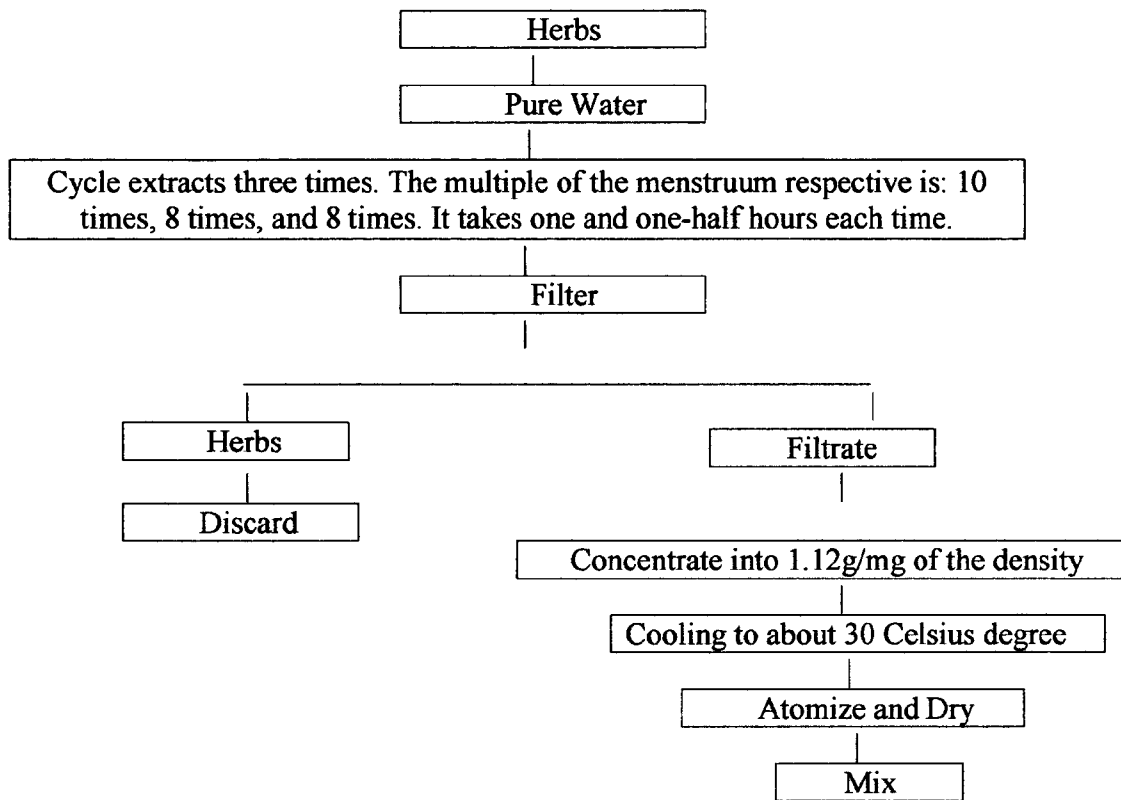 Herbs
Pure Water
Cycle extracts three times. The multiple of the menstruum respective is: 10
times, 8 times, and 8 times. It takes one and one-half hours each time.
Filter
Herbs
Filtrate
Discard
Concentrate into 1.12g/mg of the density
Cooling to about 30 Celsius degree
Atomize and Dry
Mix